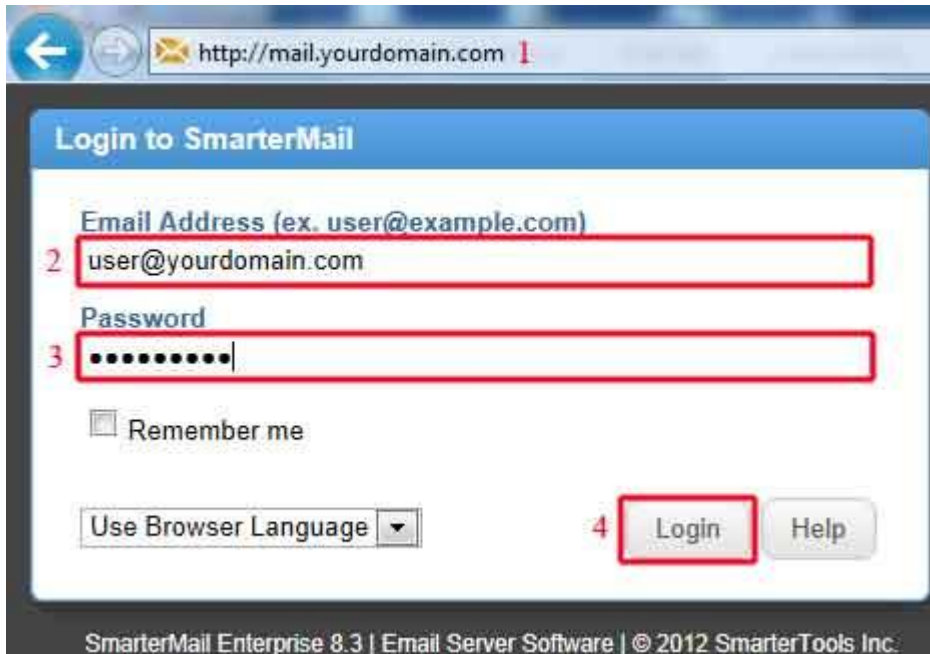 http://mail.yourdomain.com 1
Login to SmarterMail
Email Address (ex. user@example.com)
2 user@yourdomain.com
Password
3 •••••••••
Remember me
Use Browser Language 4 Login Help
SmarterMail Enterprise 8.3 | Email Server Software | © 2012 SmarterTools Inc.